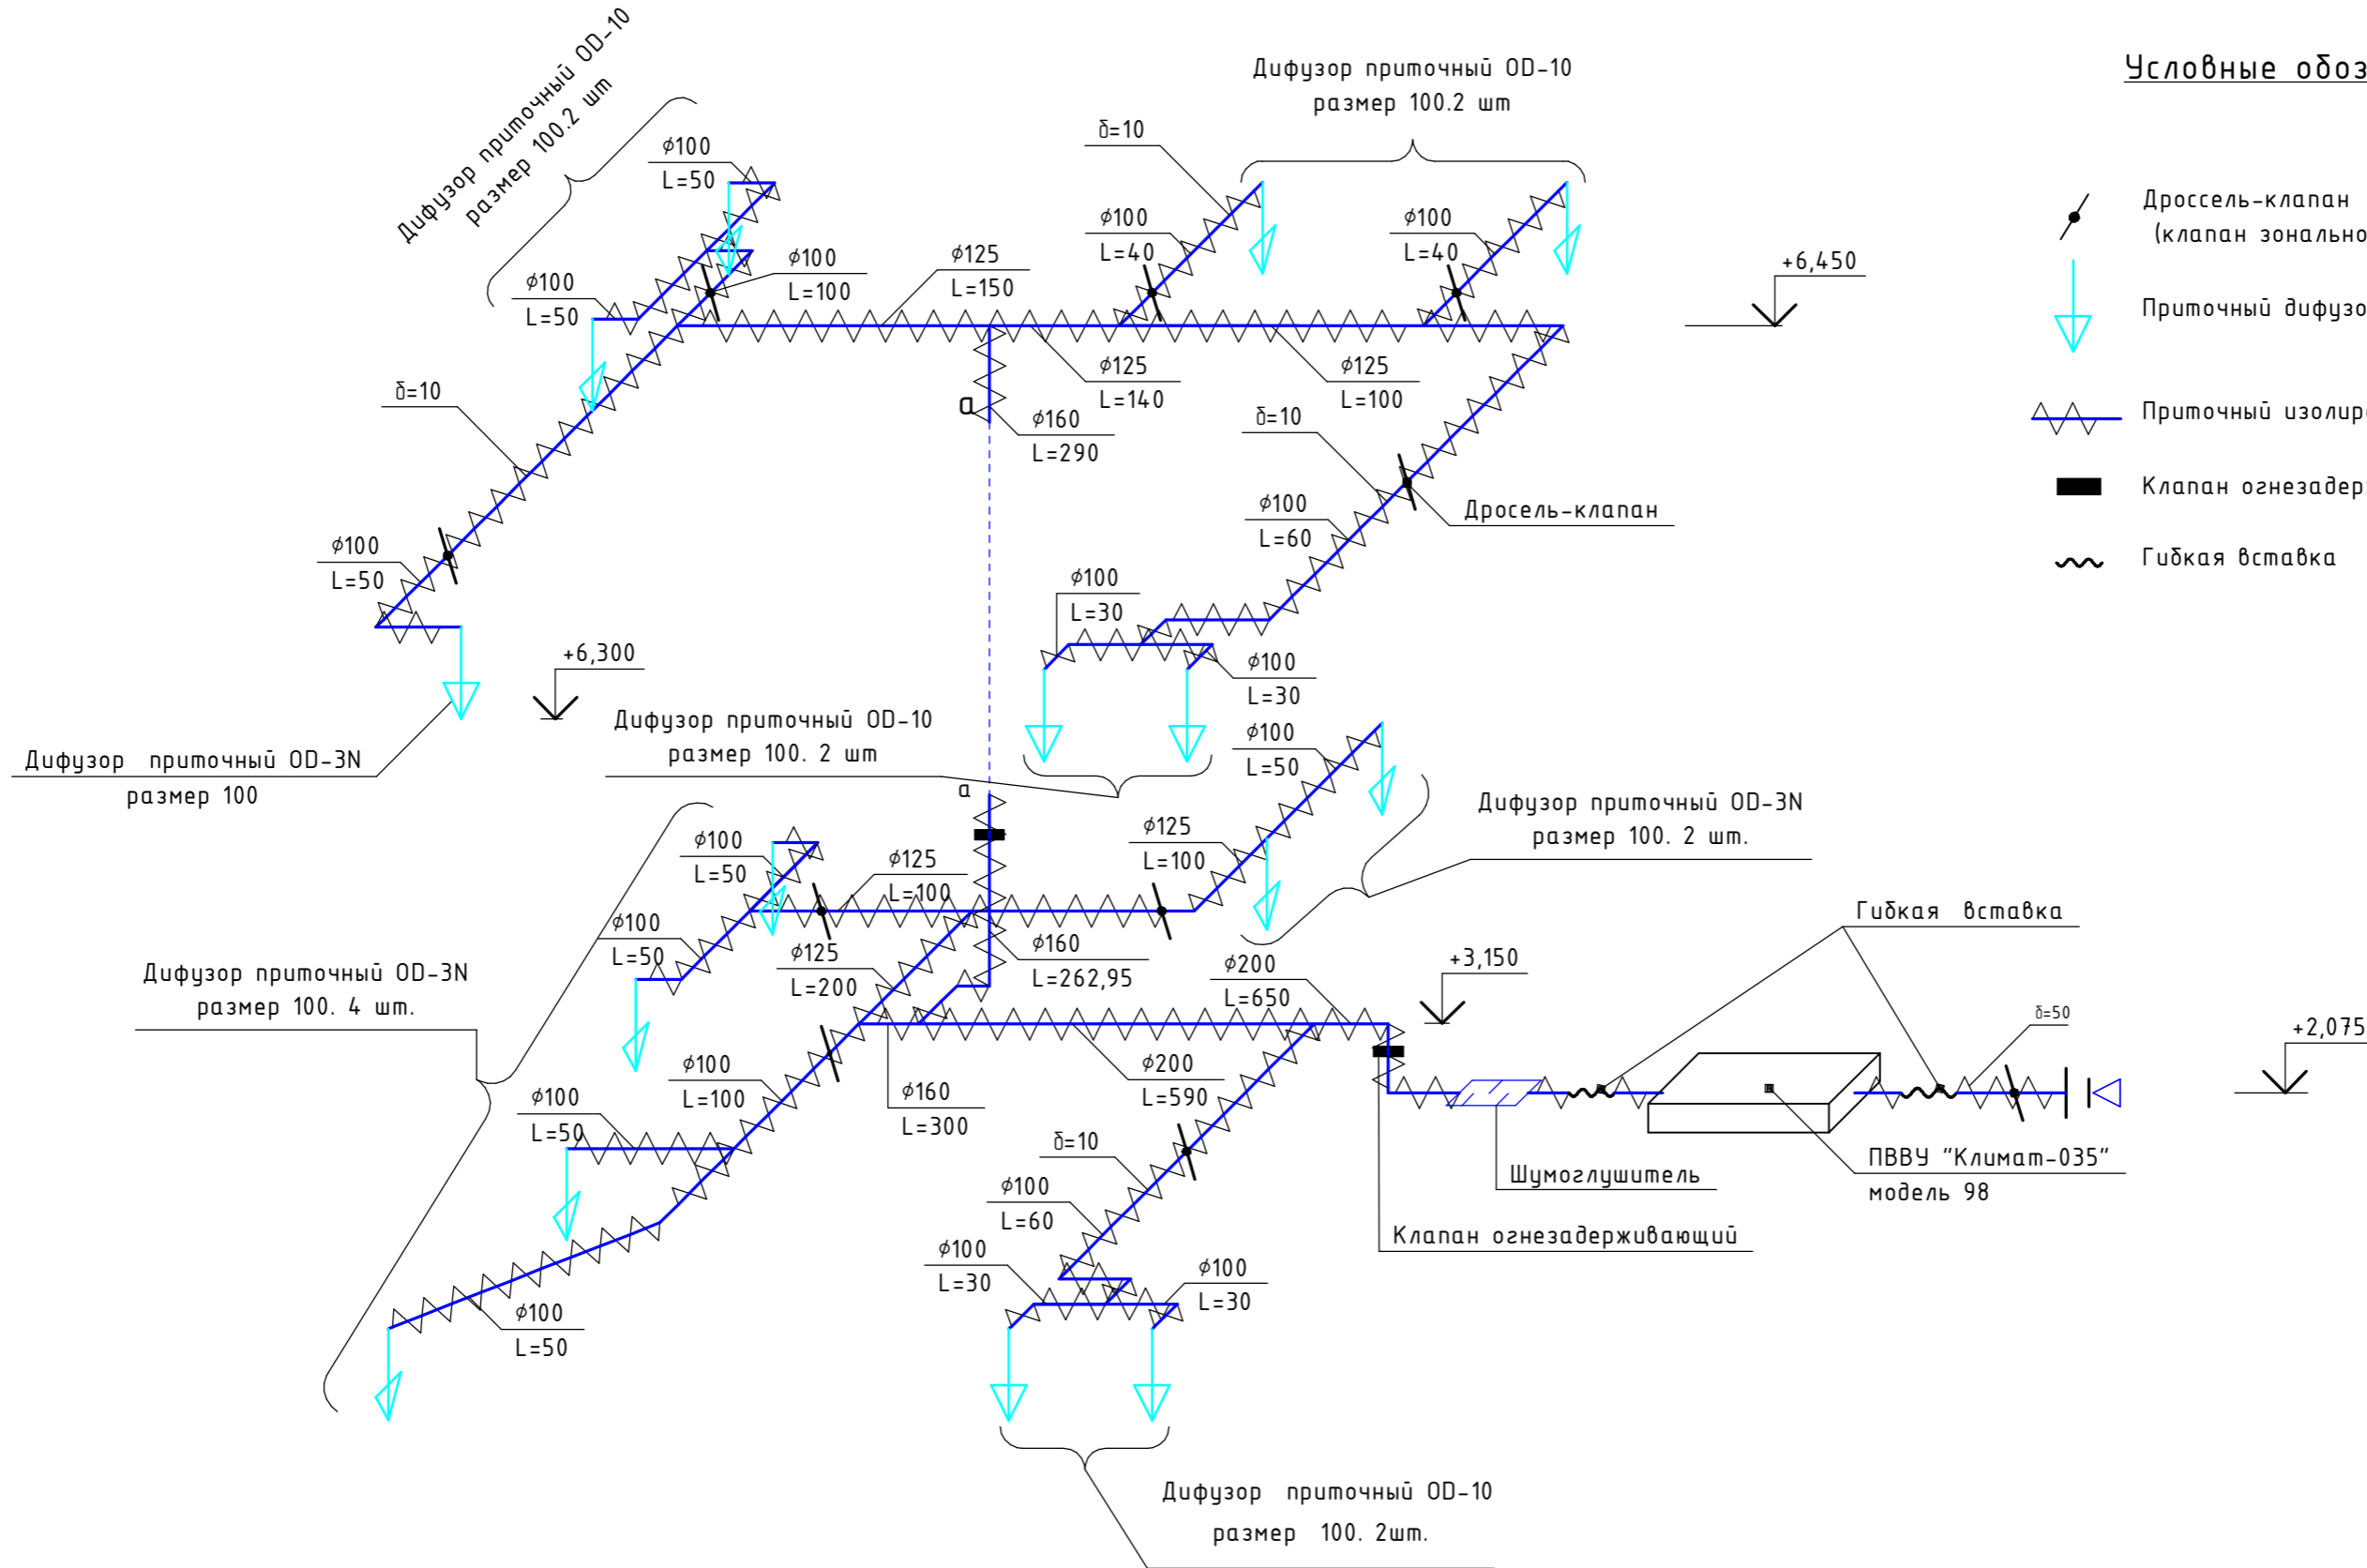 Дифузор приточный OD-10
размер 100.2 шт
Дифузор приточный OD-10
размер 100.2 шт
Условные обоз
Дроссель-клапан
(клапан зонально
Приточный дифузо
Приточный изолир
Клапан огнезадер
Гибкая вставка
ϕ100
L=50
δ=10
ϕ100
L=50
ϕ100
L=100
ϕ125
L=150
ϕ100
L=40
ϕ100
L=40
+6,450
δ=10
ϕ125
L=140
ϕ125
L=100
a
ϕ160
L=290
δ=10
ϕ100
L=60
Дросель-клапан
ϕ100
L=50
ϕ100
L=30
ϕ100
L=30
+6,300
Дифузор приточный OD-3N
размер 100
Дифузор приточный OD-10
размер 100. 2 шт
a
ϕ100
L=50
Дифузор приточный OD-3N
размер 100. 2 шт.
ϕ100
L=50
ϕ125
L=100
ϕ125
L=100
ϕ100
L=50
ϕ125
L=200
ϕ160
L=262,95
ϕ200
L=650
+3,150
Гибкая вставка
δ=50
+2,075
Дифузор приточный OD-3N
размер 100. 4 шт.
ϕ100
L=100
ϕ100
L=50
ϕ160
L=300
ϕ200
L=590
δ=10
ϕ100
L=60
Шумоглушитель
ПВВУ "Климат-035"
модель 98
Клапан огнезадерживающий
ϕ100
L=30
ϕ100
L=30
ϕ100
L=50
Дифузор приточный OD-10
размер 100. 2шт.